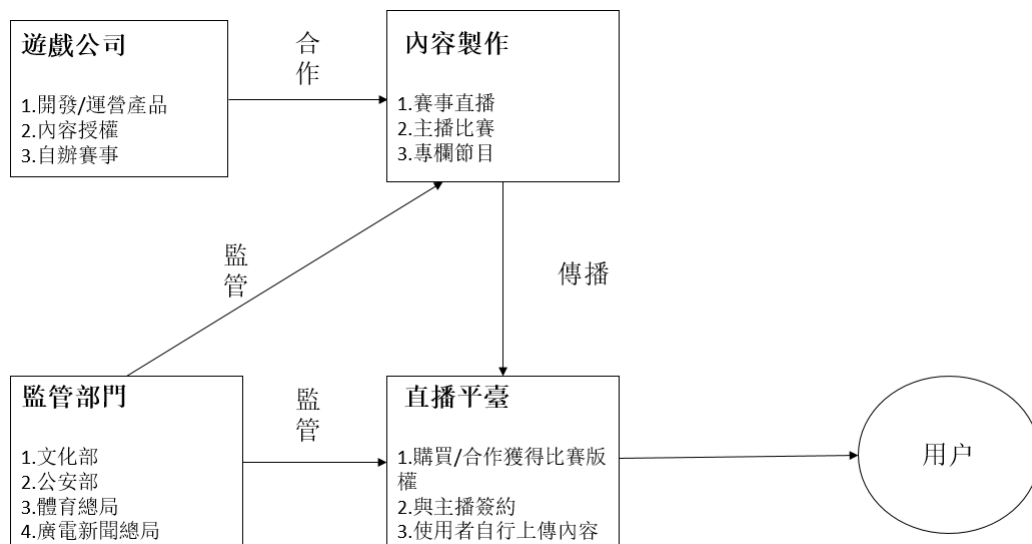 遊戲公司
1.開發/運營產品
2.內容授權
3.自辦賽事
合
作
內容製作
1.賽事直播
2.主播比賽
3.專欄節目
監
管
傳播
監管部門
1.文化部
2.公安部
3.體育總局
4.廣電新聞總局
監
管
直播平臺
1.購買/合作獲得比賽版
權
2.與主播簽約
3.使用者自行上傳內容
用户